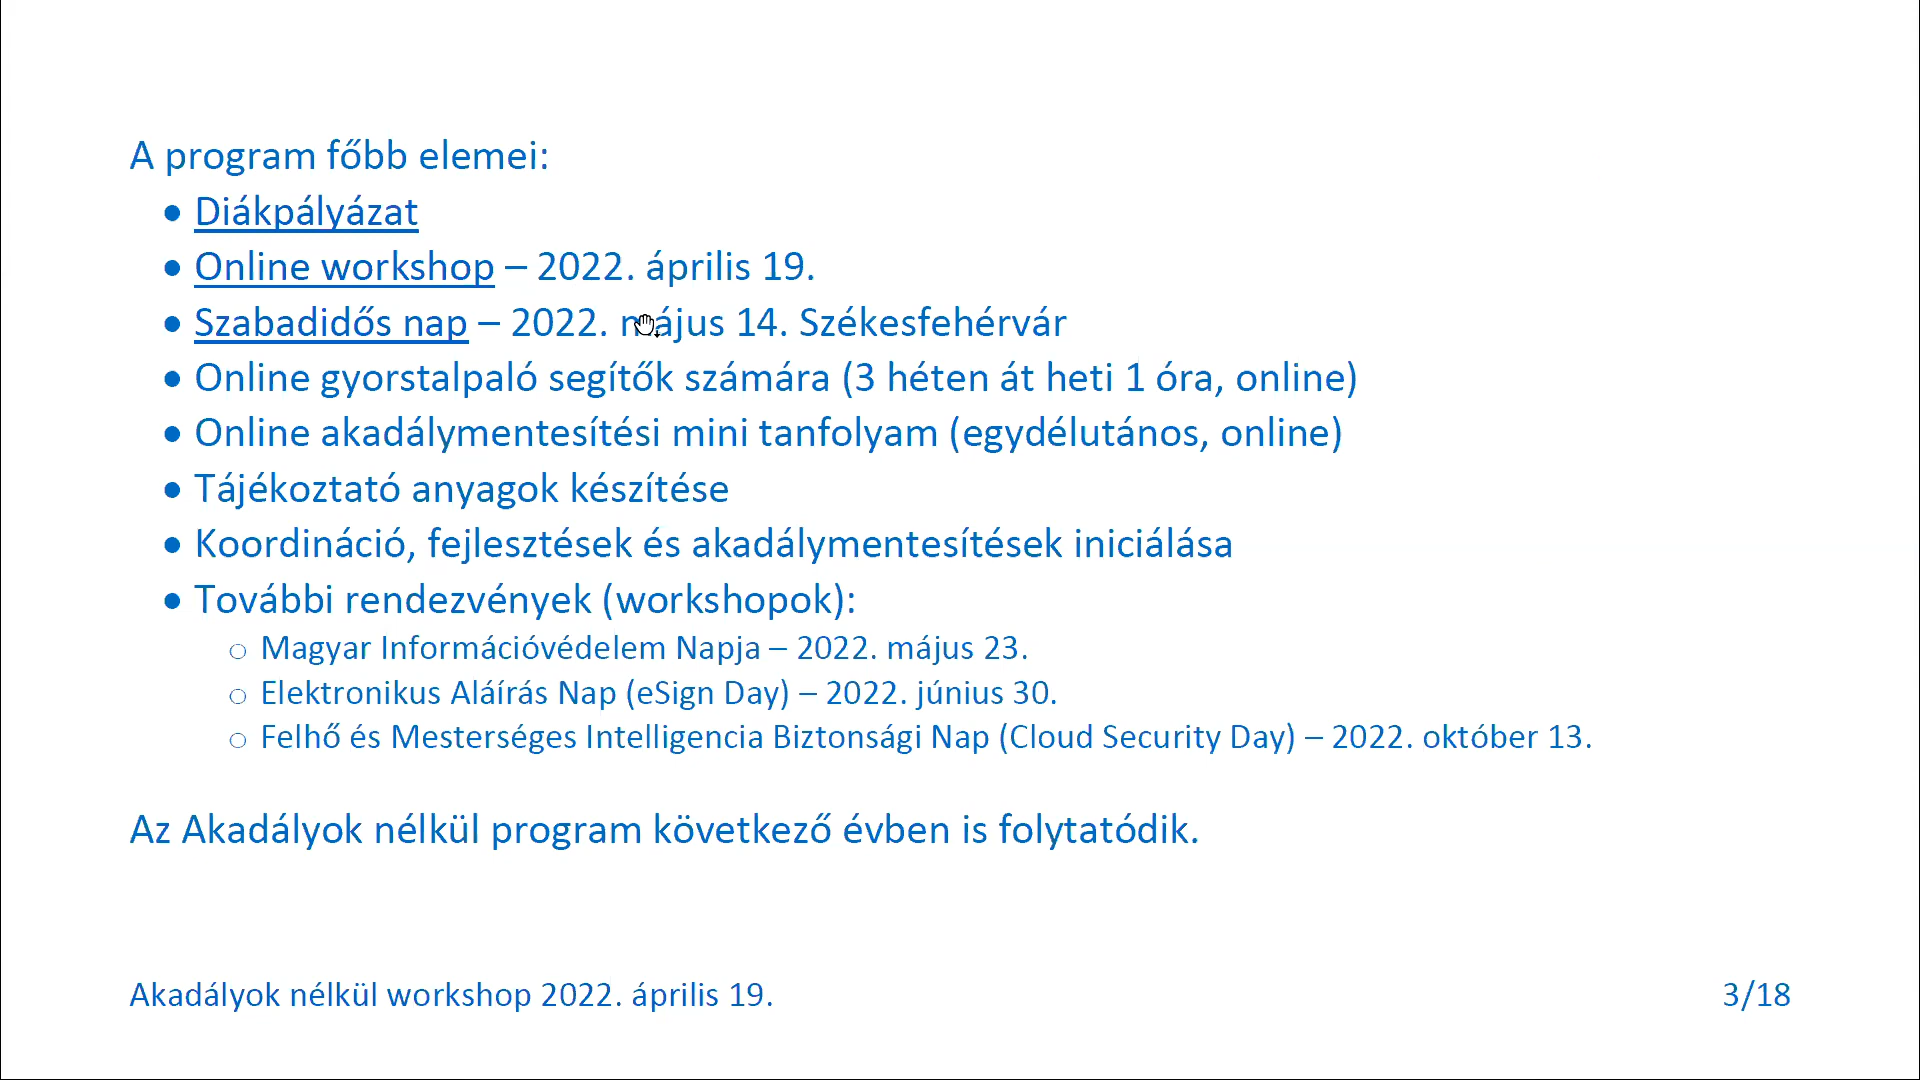 A program főbb elemei:
• Diákpályázat
• Online workshop – 2022. április 19.
• Szabadidős nap – 2022. május 14. Székesfehérvár
• Online gyorstalpaló segítők számára (3 héten át heti 1 óra, online)
• Online akadálymentesítési mini tanfolyam (egydélutános, online)
• Tájékoztató anyagok készítése
• Koordináció, fejlesztések és akadálymentesítések iniciálása
• További rendezvények (workshopok):
○ Magyar Információvédelem Napja – 2022. május 23.
○ Elektronikus Aláírás Nap (eSign Day) – 2022. június 30.
○ Felhő és Mesterséges Intelligencia Biztonsági Nap (Cloud Security Day) – 2022. október 13.
Az Akadályok nélkül program következő évben is folytatódik.
Akadályok nélkül workshop 2022. április 19.
3/18